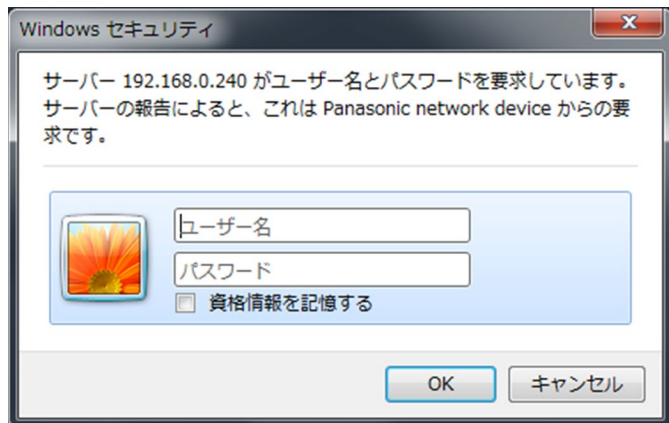 Windows セキュリティ
サーバー 192.168.0.240 がユーザー名とパスワードを要求しています。
サーバーの報告によると、これは Panasonic network device からの要
求です。
ユーザー名
パスワード
資格情報を記憶する
OK
キャンセル